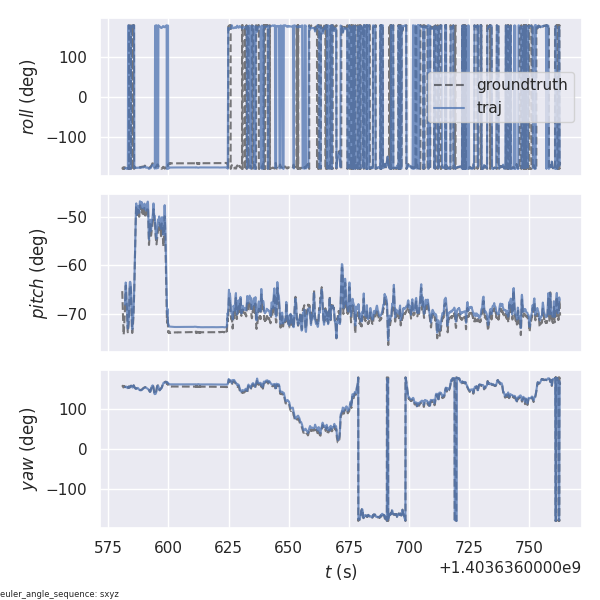 100
0
−100
roll (deg)
groundtruth
traj
−50
−60
−70
pitch (deg)
100
0
−100
yaw (deg)
575 600 625 650 675 700 725 750
t (s)
+1.4036360000e9
euler_angle_sequence: sxyz